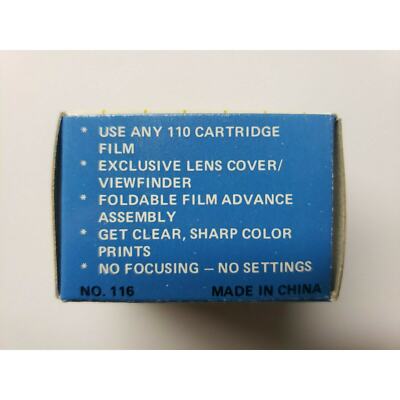 * USE ANY 110 CARTRIDGE
FILM
* EXCLUSIVE LENS COVER/
VIEWFINDER
* FOLDABLE FILM ADVANCE
ASSEMBLY
* GET CLEAR, SHARP COLOR
PRINTS
* NO FOCUSING – NO SETTINGS
NO. 116 MADE IN CHINA